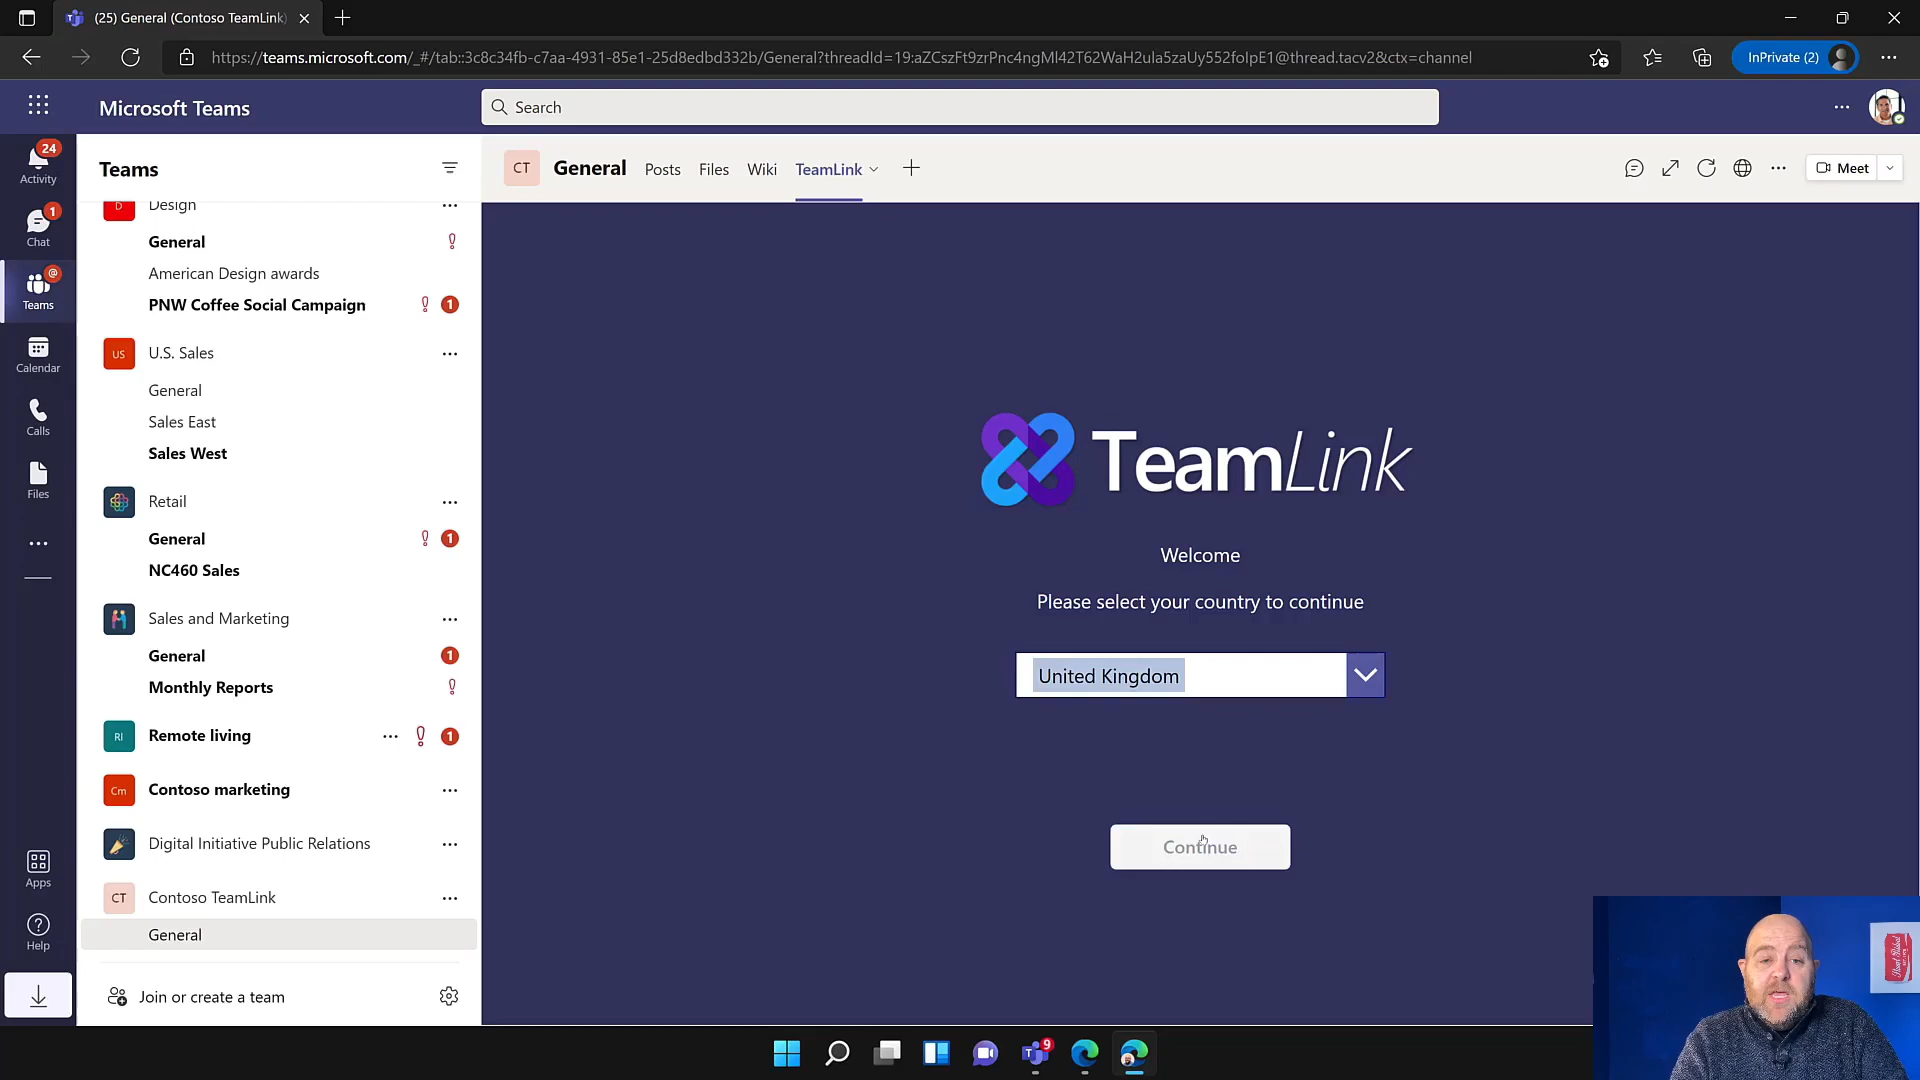 (25) General (Contoso TeamLink)
https://teams.microsoft.com/_#/tab::3c8c34fb-c7aa-4931-85e1-25d8edbd332b/General?threadId=19:aZCszFt9zrPnc4ngMl42T62WaH2ula5zaUy552foIpE1@thread.tacv2&ctx=channel
InPrivate (2)
Microsoft Teams
Search
24
Activity
1
Chat
@
Teams
Calendar
Calls
Files
Apps
Help
Teams
D
Design
General
American Design awards
PNW Coffee Social Campaign
1
US
U.S. Sales
General
Sales East
Sales West
Retail
General
1
NC460 Sales
Sales and Marketing
General
1
Monthly Reports
RI
Remote living
1
Cm
Contoso marketing
Digital Initiative Public Relations
CT
Contoso TeamLink
General
Join or create a team
CT
General
Posts
Files
Wiki
TeamLink
Meet
TeamLink
Welcome
Please select your country to continue
United Kingdom
Continue
9